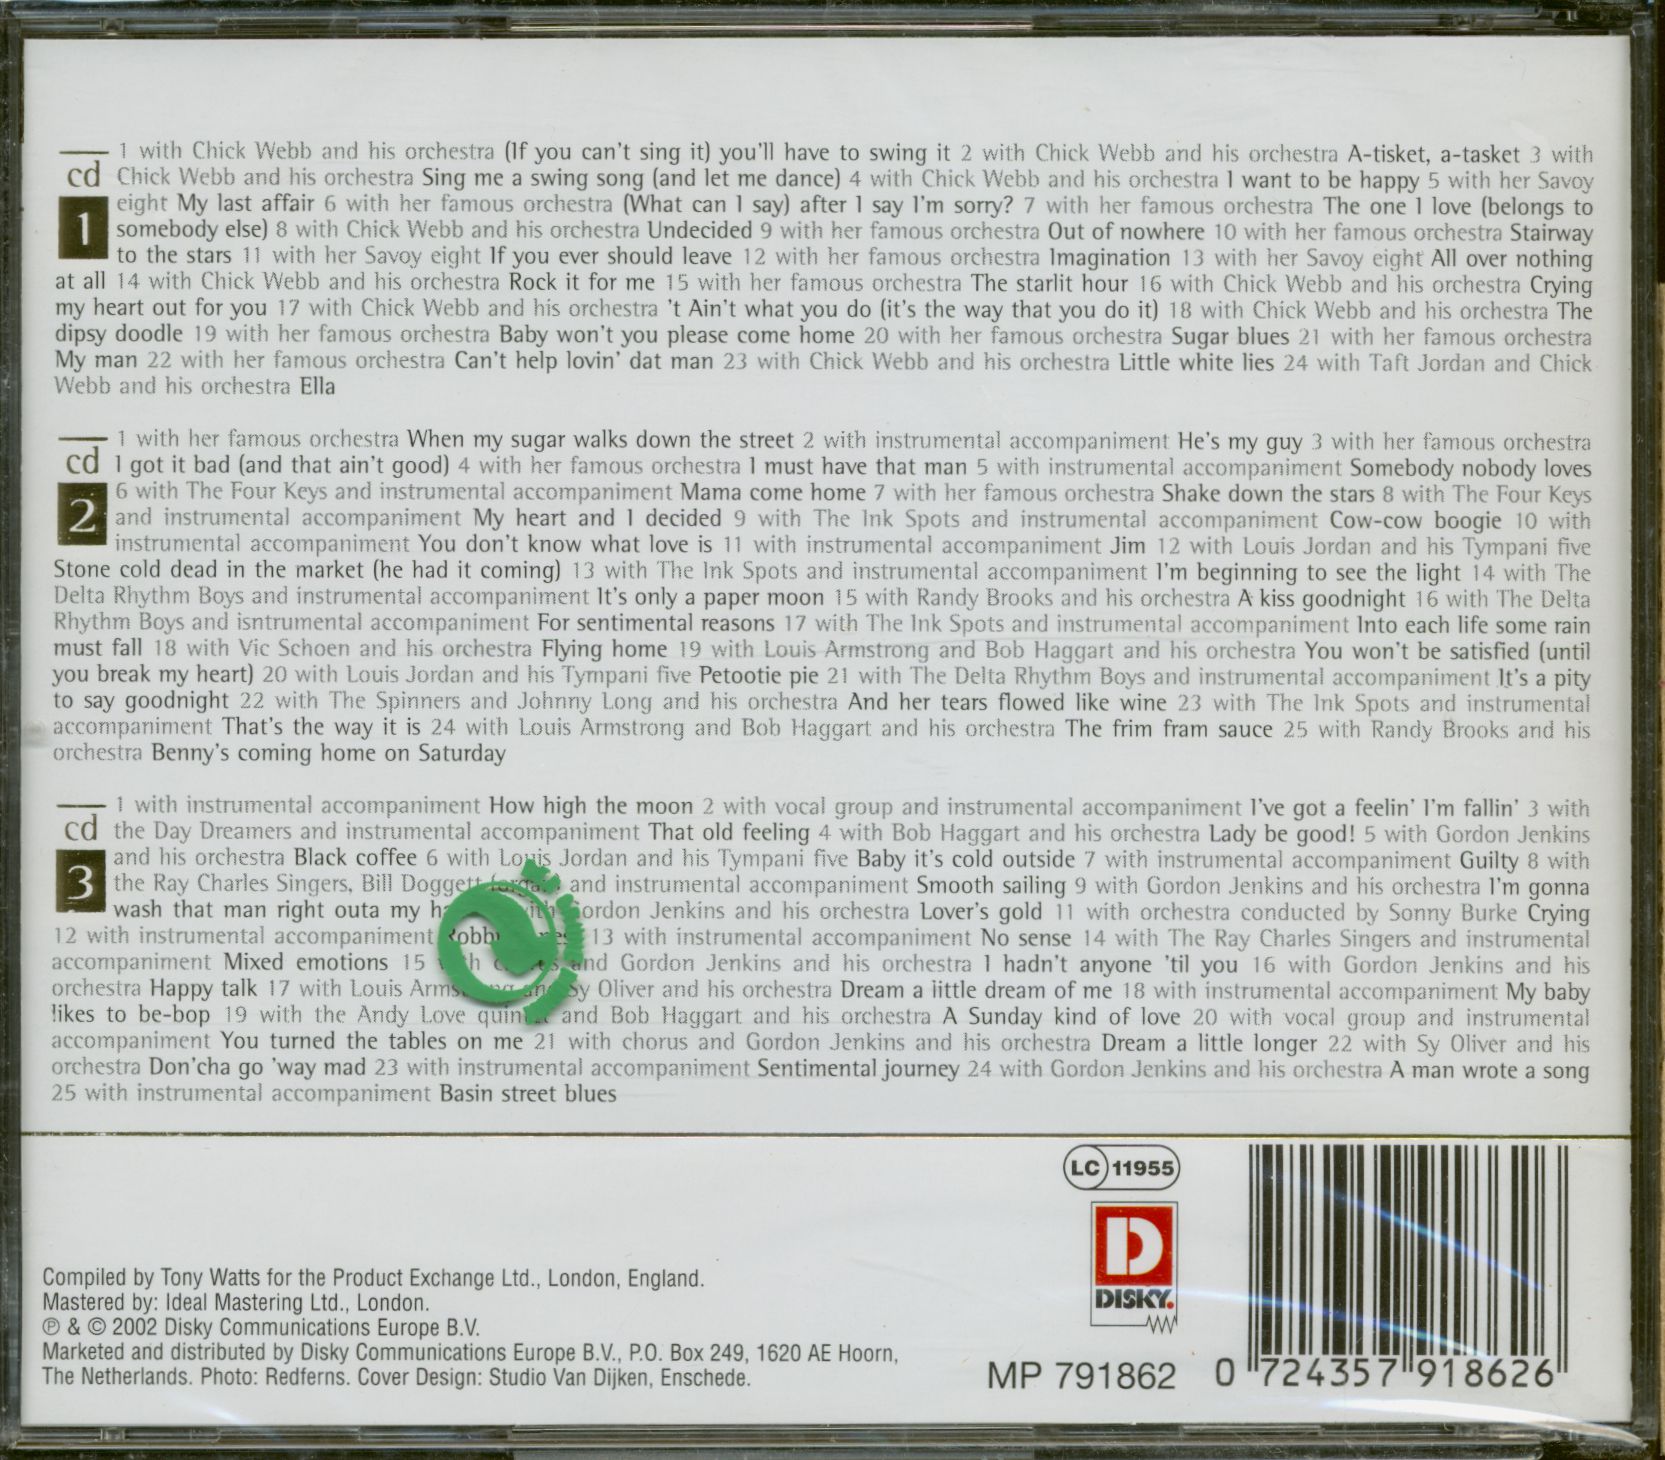 1 with Chick Webb and his orchestra (If you can't sing it) you'll have to swing it 2 with Chick Webb and his orchestra A-tisket, a-tasket 3 with
cd Chick Webb and his orchestra Sing me a swing song (and let me dance) 4 with Chick Webb and his orchestra I want to be happy 5 with her Savoy
1 eight My last affair 6 with her famous orchestra (What can I say) after I say I'm sorry? 7 with her famous orchestra The one I love (belongs to
somebody else) 8 with Chick Webb and his orchestra Undecided 9 with her famous orchestra Out of nowhere 10 with her famous orchestra Stairway
to the stars 11 with her Savoy eight If you ever should leave 12 with her famous orchestra Imagination 13 with her Savoy eight All over nothing
at all 14 with Chick Webb and his orchestra Rock it for me 15 with her famous orchestra The starlit hour 16 with Chick Webb and his orchestra Crying
my heart out for you 17 with Chick Webb and his orchestra 't Ain't what you do (it's the way that you do it) 18 with Chick Webb and his orchestra The
dipsy doodle 19 with her famous orchestra Baby won't you please come home 20 with her famous orchestra Sugar blues 21 with her famous orchestra
My man 22 with her famous orchestra Can't help lovin' dat man 23 with Chick Webb and his orchestra Little white lies 24 with Taft Jordan and Chick
Webb and his orchestra Ella
1 with her famous orchestra When my sugar walks down the street 2 with instrumental accompaniment He's my guy 3 with her famous orchestra
cd I got it bad (and that ain't good) 4 with her famous orchestra I must have that man 5 with instrumental accompaniment Somebody nobody loves
2 6 with The Four Keys and instrumental accompaniment Mama come home 7 with her famous orchestra Shake down the stars 8 with The Four Keys
and instrumental accompaniment My heart and I decided 9 with The Ink Spots and instrumental accompaniment Cow-cow boogie 10 with
instrumental accompaniment You don't know what love is 11 with instrumental accompaniment Jim 12 with Louis Jordan and his Tympani five
Stone cold dead in the market (he had it coming) 13 with The Ink Spots and instrumental accompaniment I'm beginning to see the light 14 with The
Delta Rhythm Boys and instrumental accompaniment It's only a paper moon 15 with Randy Brooks and his orchestra A kiss goodnight 16 with The Delta
Rhythm Boys and isntrumental accompaniment For sentimental reasons 17 with The Ink Spots and instrumental accompaniment Into each life some rain
must fall 18 with Vic Schoen and his orchestra Flying home 19 with Louis Armstrong and Bob Haggart and his orchestra You won't be satisfied (until
you break my heart) 20 with Louis Jordan and his Tympani five Petootie pie 21 with The Delta Rhythm Boys and instrumental accompaniment It's a pity
to say goodnight 22 with The Spinners and Johnny Long and his orchestra And her tears flowed like wine 23 with The Ink Spots and instrumental
accompaniment That's the way it is 24 with Louis Armstrong and Bob Haggart and his orchestra The frim fram sauce 25 with Randy Brooks and his
orchestra Benny's coming home on Saturday
1 with instrumental accompaniment How high the moon 2 with vocal group and instrumental accompaniment I've got a feelin' I'm fallin' 3 with
cd the Day Dreamers and instrumental accompaniment That old feeling 4 with Bob Haggart and his orchestra Lady be good! 5 with Gordon Jenkins
3 and his orchestra Black coffee 6 with Louis Jordan and his Tympani five Baby it's cold outside 7 with instrumental accompaniment Guilty 8 with
the Ray Charles Singers, Bill Doggett and instrumental accompaniment Smooth sailing 9 with Gordon Jenkins and his orchestra I'm gonna
wash that man right outa my with Gordon Jenkins and his orchestra Lover's gold 11 with orchestra conducted by Sonny Burke Crying
12 with instrumental accompaniment 13 with instrumental accompaniment No sense 14 with The Ray Charles Singers and instrumental
accompaniment Mixed emotions 15 with and Gordon Jenkins and his orchestra I hadn't anyone 'til you 16 with Gordon Jenkins and his
orchestra Happy talk 17 with Louis Armstrong and Sy Oliver and his orchestra Dream a little dream of me 18 with instrumental accompaniment My baby
likes to be-bop 19 with the Andy Love quintet and Bob Haggart and his orchestra A Sunday kind of love 20 with vocal group and instrumental
accompaniment You turned the tables on me 21 with chorus and Gordon Jenkins and his orchestra Dream a little longer 22 with Sy Oliver and his
orchestra Don'cha go 'way mad 23 with instrumental accompaniment Sentimental journey 24 with Gordon Jenkins and his orchestra A man wrote a song
25 with instrumental accompaniment Basin street blues
LC 11955
D
DISKY.
Compiled by Tony Watts for the Product Exchange Ltd., London, England.
Mastered by: Ideal Mastering Ltd., London.
℗ & © 2002 Disky Communications Europe B.V.
Marketed and distributed by Disky Communications Europe B.V., P.O. Box 249, 1620 AE Hoorn,
The Netherlands. Photo: Redferns. Cover Design: Studio Van Dijken, Enschede.
MP 791862
0 724357 918626